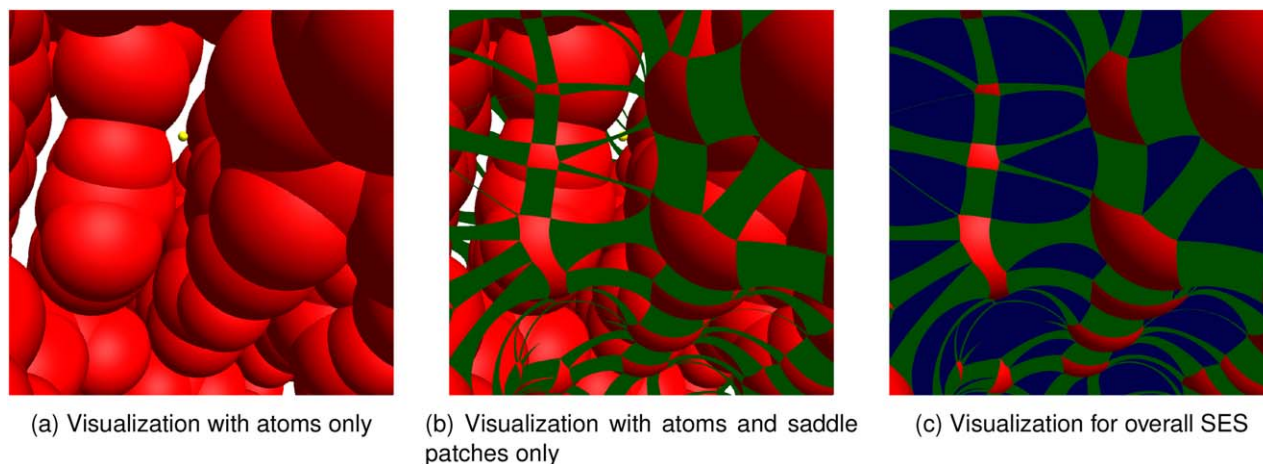 (a) Visualization with atoms only
(b) Visualization with atoms and saddle
patches only
(c) Visualization for overall SES